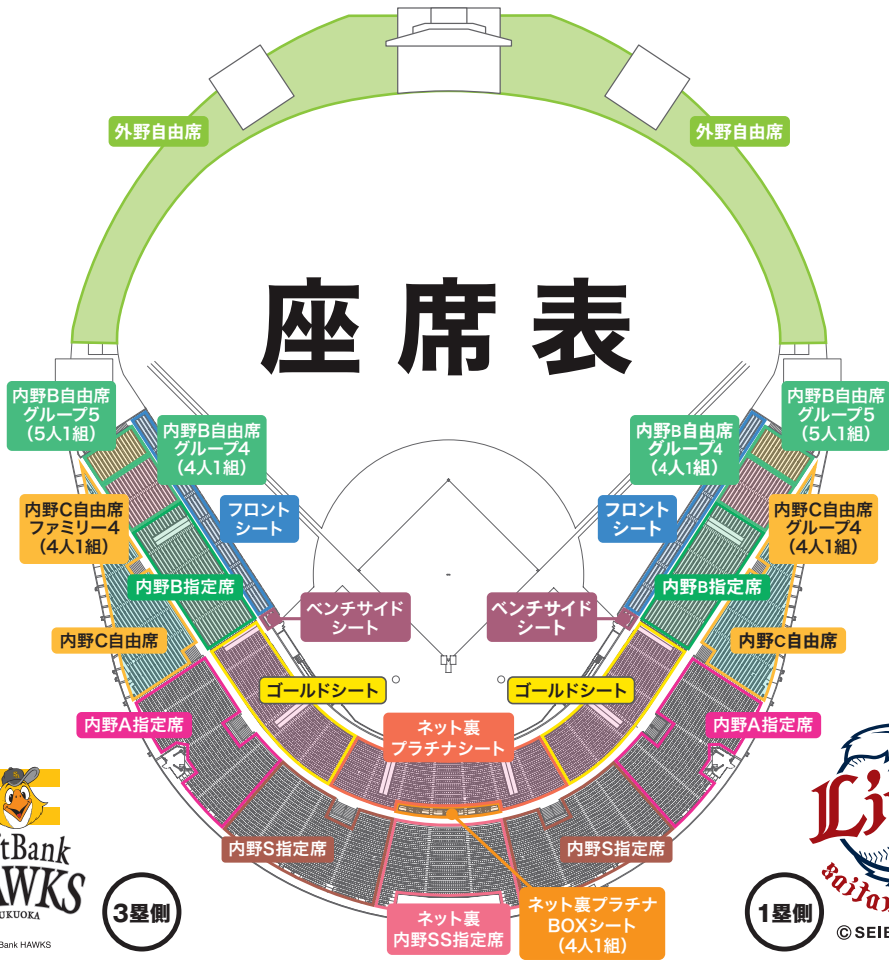 外野自由席
外野自由席
座席表
内野B自由席
グループ5
(5人1組)
内野B自由席
グループ4
(4人1組)
内野B自由席
グループ4
(4人1組)
内野B自由席
グループ5
(5人1組)
内野C自由席
ファミリー4
(4人1組)
フロント
シート
フロント
シート
内野C自由席
グループ4
(4人1組)
内野B指定席
内野B指定席
ベンチサイド
シート
ベンチサイド
シート
内野C自由席
内野C自由席
ゴールドシート
ゴールドシート
内野A指定席
ネット裏
プラチナシート
内野A指定席
内野S指定席
内野S指定席
ネット裏
内野SS指定席
ネット裏プラチナ
BOXシート
(4人1組)
3塁側
1塁側
tBank
AWKS
UKUOKA
Bank HAWKS
Li
Saita
© SEIB